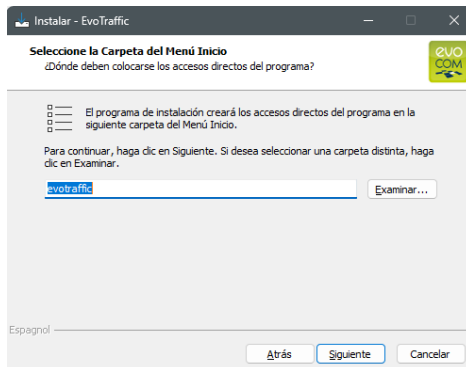 Instalar - EvoTraffic
Seleccione la Carpeta del Menú Inicio
¿Dónde deben colocarse los accesos directos del programa?
evo
COM
El programa de instalación creará los accesos directos del programa en la
siguiente carpeta del Menú Inicio.
Para continuar, haga clic en Siguiente. Si desea seleccionar una carpeta distinta, haga
clic en Examinar.
evotraffic
Examinar...
Espagnol
Atrás
Siguiente
Cancelar